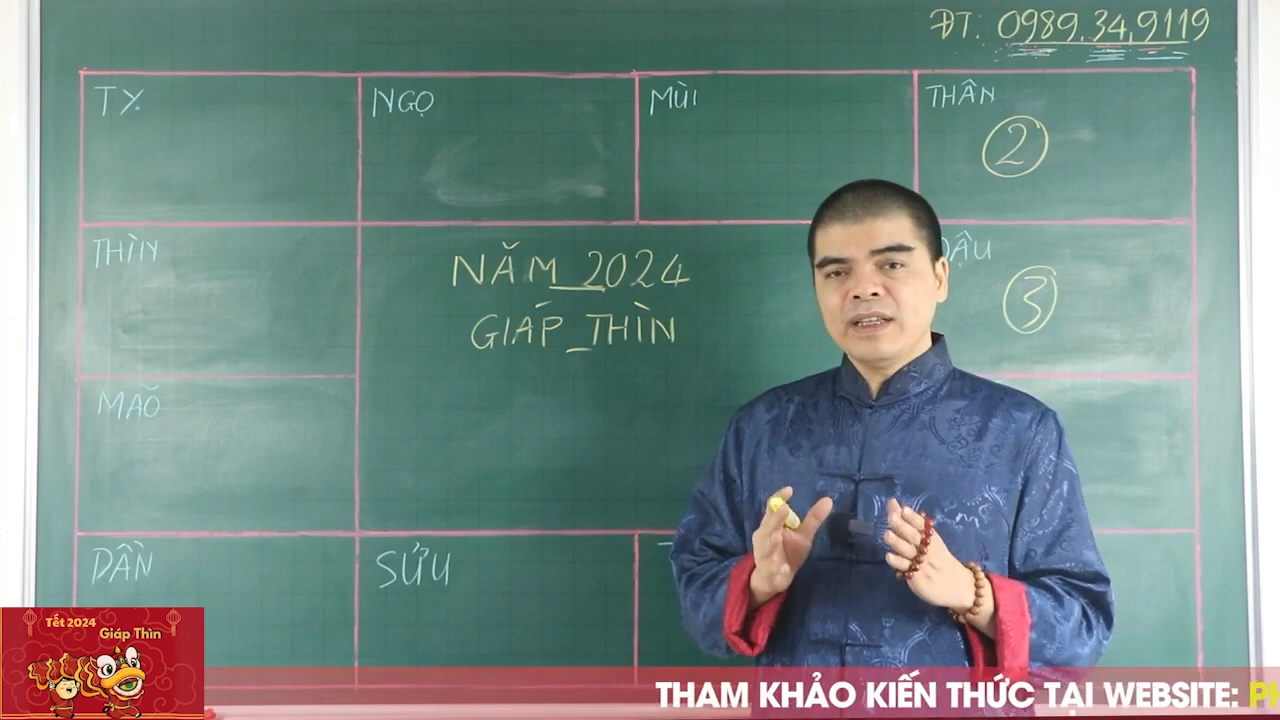 ĐT: 0989.34.9119
TỴ
NGỌ
MÙI
THÂN
2
THÌN
NĂM 2024
GIÁP THÌN
DẬU
3
MÃO
DẦN
SỬU
Tết 2024
Giáp Thìn
THAM KHẢO KIẾN THỨC TẠI WEBSITE: